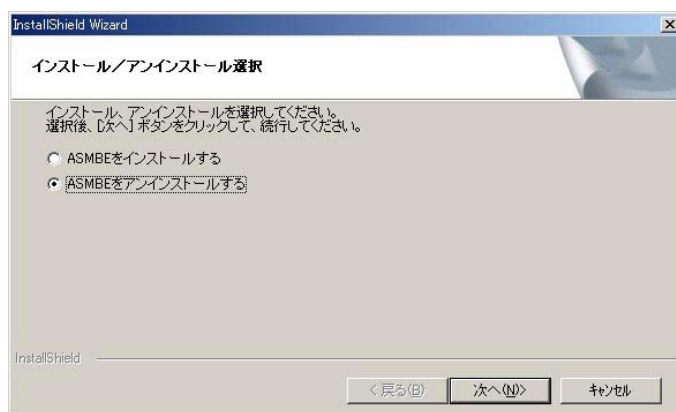 InstallShield Wizard
インストール／アンインストール選択
インストール、アンインストールを選択してください。
選択後、[次へ] ボタンをクリックして、続行してください。
ASMBEをインストールする
ASMBEをアンインストールする
InstallShield
< 戻る(B)
次へ(N)>
キャンセル